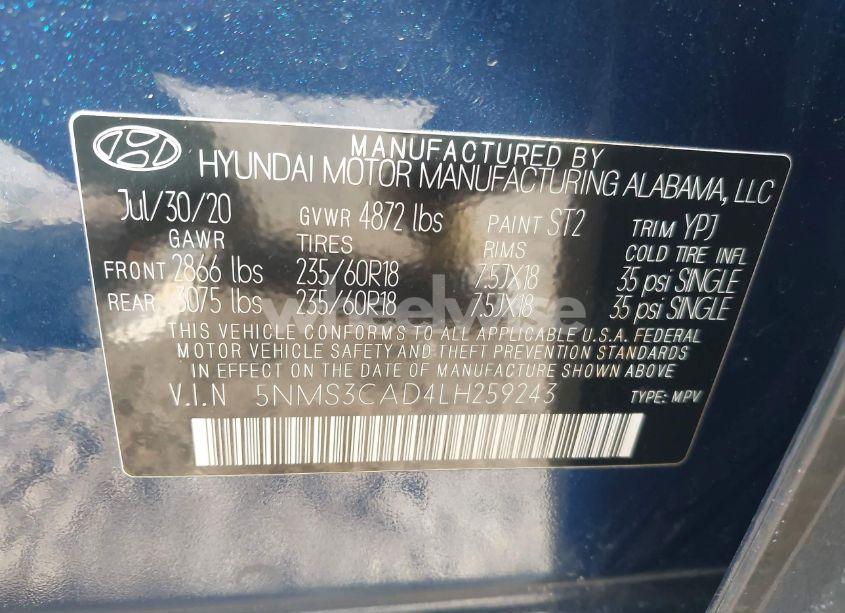 MANUFACTURED BY
HYUNDAI MOTOR MANUFACTURING ALABAMA, LLC
Jul/30/20 GVWR 4872 lbs PAINT ST2 TRIM YPJ
GAWR TIRES RIMS COLD TIRE INFL
FRONT 2866 lbs 235/60R18 7.5JX18 35 psi SINGLE
REAR 3075 lbs 235/60R18 7.5JX18 35 psi SINGLE
THIS VEHICLE CONFORMS TO ALL APPLICABLE U.S.A. FEDERAL
MOTOR VEHICLE SAFETY AND THEFT PREVENTION STANDARDS
IN EFFECT ON THE DATE OF MANUFACTURE SHOWN ABOVE
V.I.N 5NMS3CAD4LH259243 TYPE: MPV